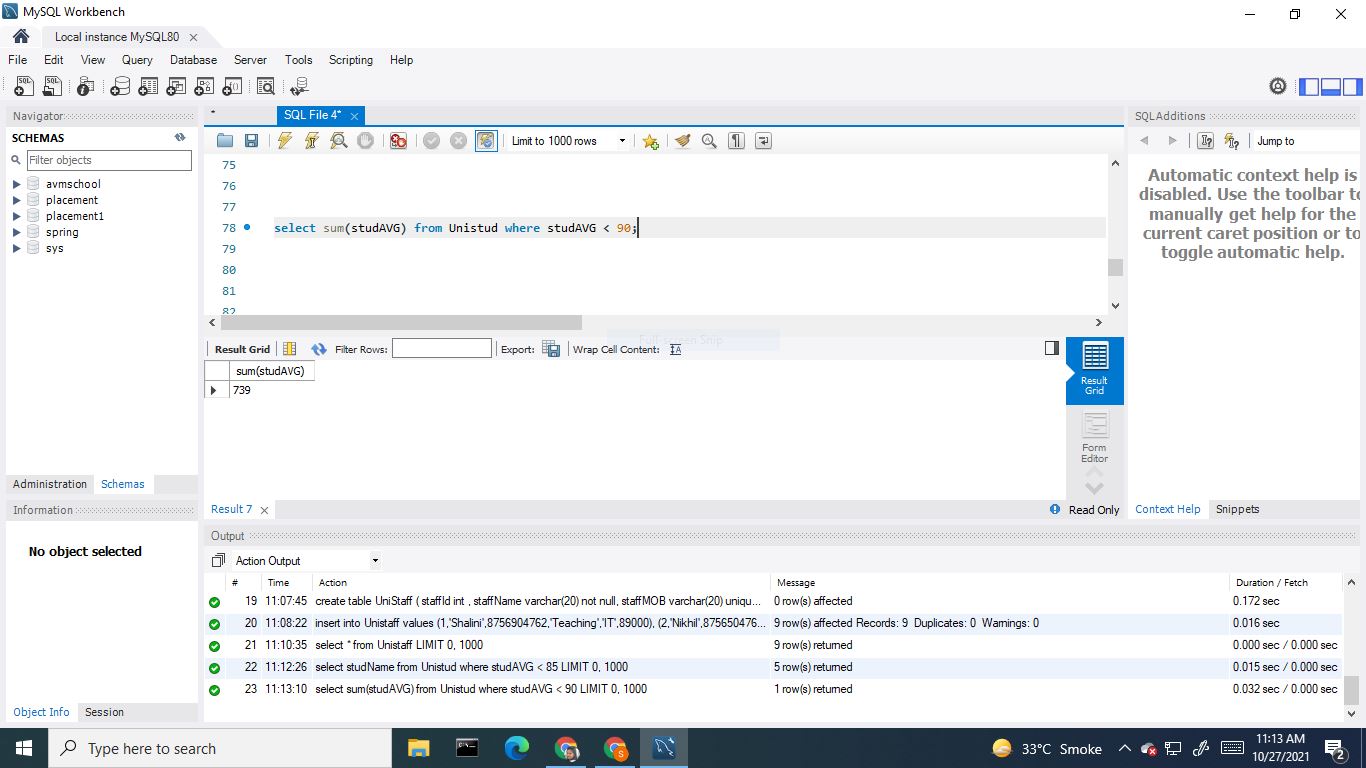 MySQL Workbench
Local instance MySQL80
File Edit View Query Database Server Tools Scripting Help
Navigator
SCHEMAS
Filter objects
avmschool
placement
placement1
spring
sys
Administration Schemas
Information
No object selected
Object Info Session
* SQL File 4*
Limit to 1000 rows
75
76
77
78 select sum(studAVG) from Unistud where studAVG < 90;
79
80
81
82
Full-screen Snip
Result Grid Filter Rows: Export: Wrap Cell Content:
sum(studAVG)
739
Result Grid
Form Editor
Result 7
Read Only
SQLAdditions
Jump to
Automatic context help is
disabled. Use the toolbar to
manually get help for the
current caret position or to
toggle automatic help.
Context Help Snippets
Output
Action Output
# Time Action Message Duration / Fetch
19 11:07:45 create table UniStaff ( staffId int , staffName varchar(20) not null, staffMOB varchar(20) uniqu... 0 row(s) affected 0.172 sec
20 11:08:22 insert into Unistaff values (1,'Shalini',8756904762,'Teaching','IT',89000), (2,'Nikhil',875650476... 9 row(s) affected Records: 9 Duplicates: 0 Warnings: 0 0.016 sec
21 11:10:35 select * from Unistaff LIMIT 0, 1000 9 row(s) returned 0.000 sec / 0.000 sec
22 11:12:26 select studName from Unistud where studAVG < 85 LIMIT 0, 1000 5 row(s) returned 0.015 sec / 0.000 sec
23 11:13:10 select sum(studAVG) from Unistud where studAVG < 90 LIMIT 0, 1000 1 row(s) returned 0.032 sec / 0.000 sec
Type here to search
33°C Smoke
11:13 AM
10/27/2021
2